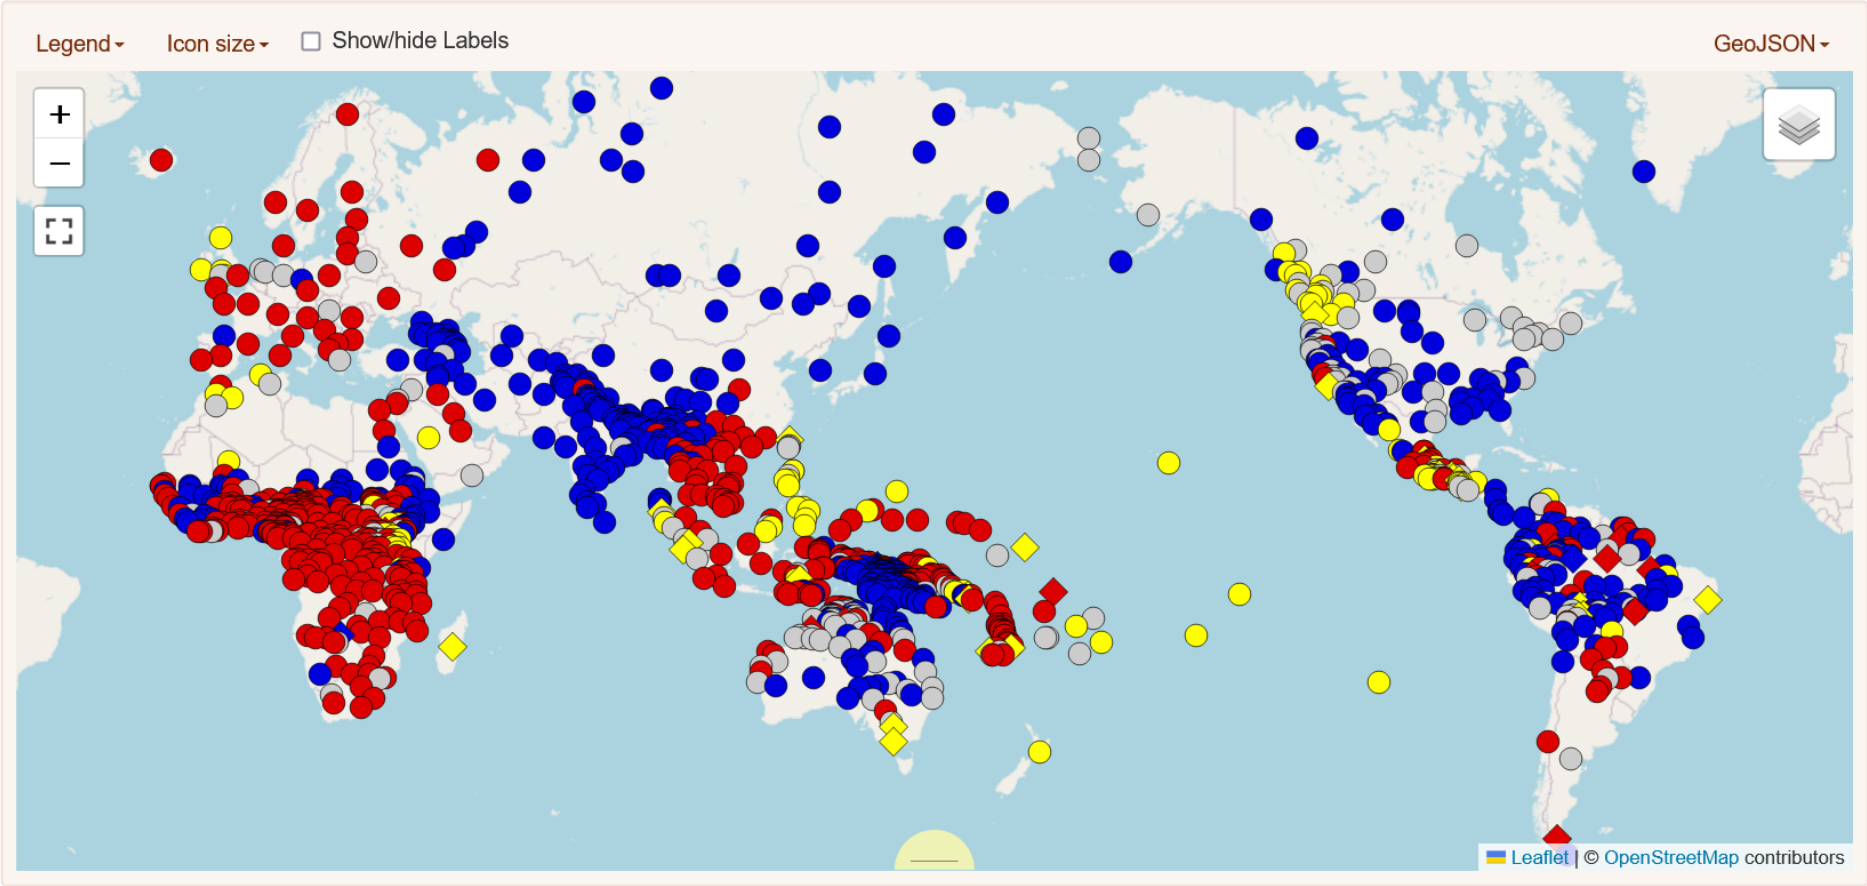 Legend
Icon size
Show/hide Labels
GeoJSON
+
−
Leaflet | © OpenStreetMap contributors